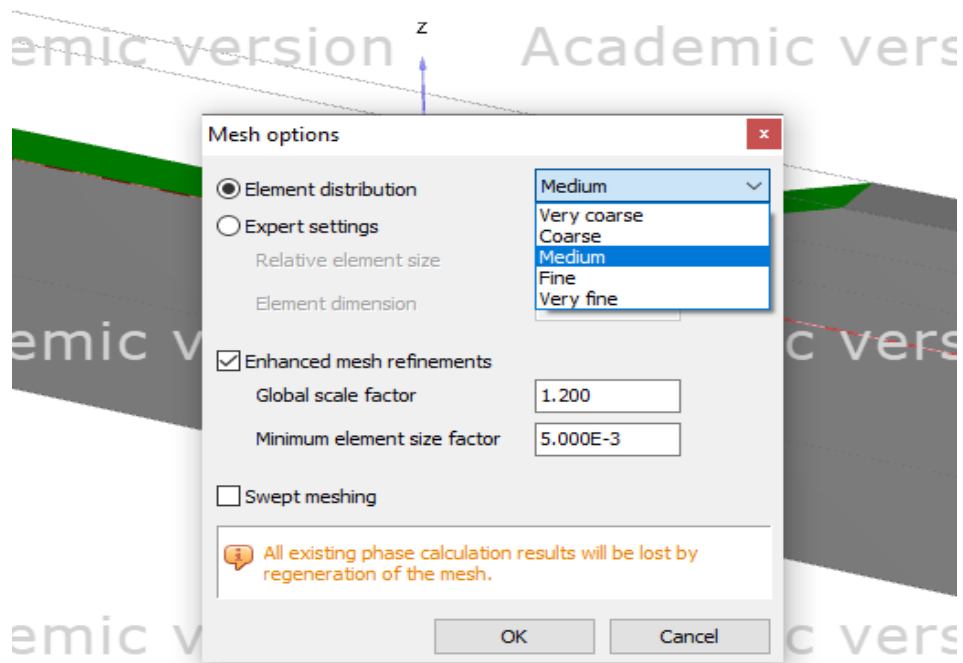 emic version
z
Academic vers
Mesh options
x
Element distribution
Medium
Very coarse
Coarse
Medium
Fine
Very fine
Expert settings
Relative element size
Element dimension
emic v
c vers
Enhanced mesh refinements
Global scale factor
1.200
Minimum element size factor
5.000E-3
Swept meshing
All existing phase calculation results will be lost by
regeneration of the mesh.
OK
Cancel
emic v
c vers